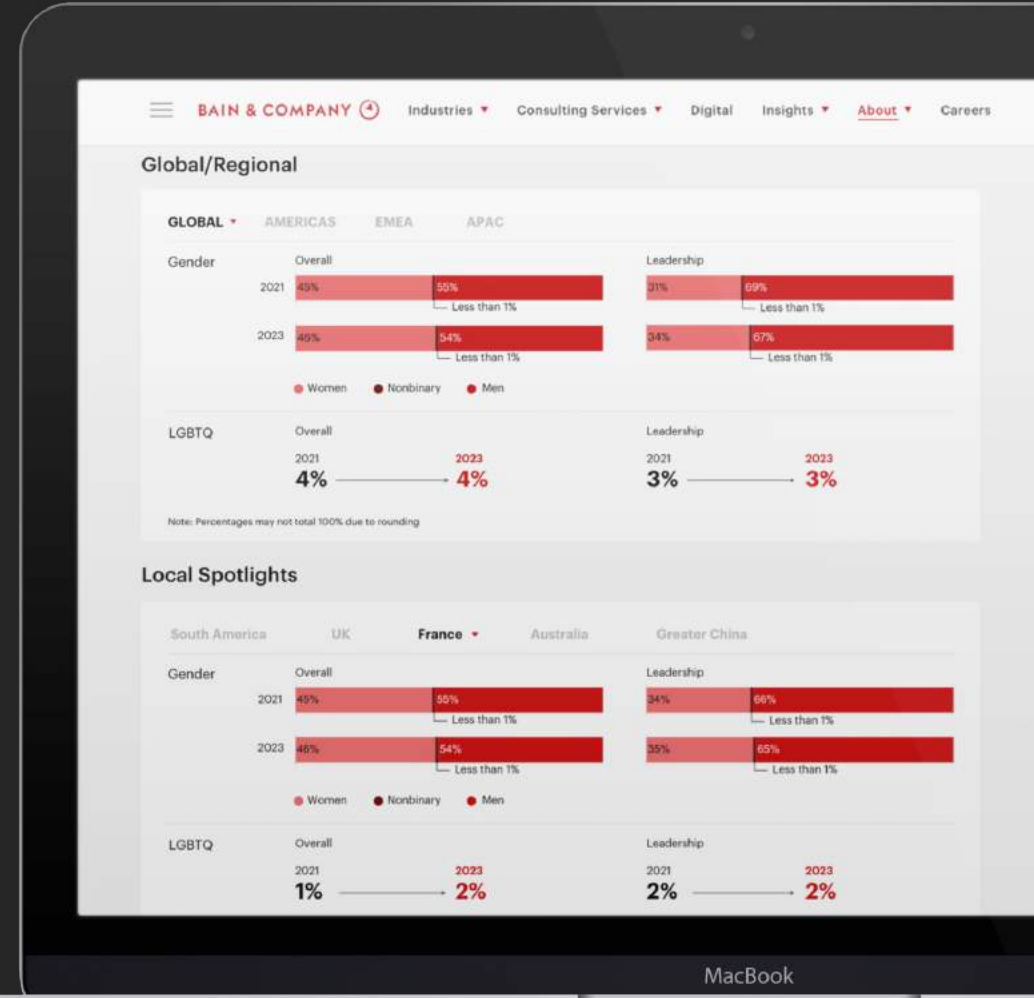 BAIN & COMPANY Industries Consulting Services Digital Insights About Careers
Global/Regional
GLOBAL AMERICAS EMEA APAC
Gender Overall Leadership
2021 45% 55% 31% 69%
Less than 1% Less than 1%
2023 46% 54% 34% 67%
Less than 1% Less than 1%
Women Nonbinary Men
LGBTQ Overall Leadership
2021 2023 2021 2023
4% 4% 3% 3%
Note: Percentages may not total 100% due to rounding
Local Spotlights
South America UK France Australia Greater China
Gender Overall Leadership
2021 45% 55% 34% 66%
Less than 1% Less than 1%
2023 46% 54% 35% 65%
Less than 1% Less than 1%
Women Nonbinary Men
LGBTQ Overall Leadership
2021 2023 2021 2023
1% 2% 2% 2%
MacBook